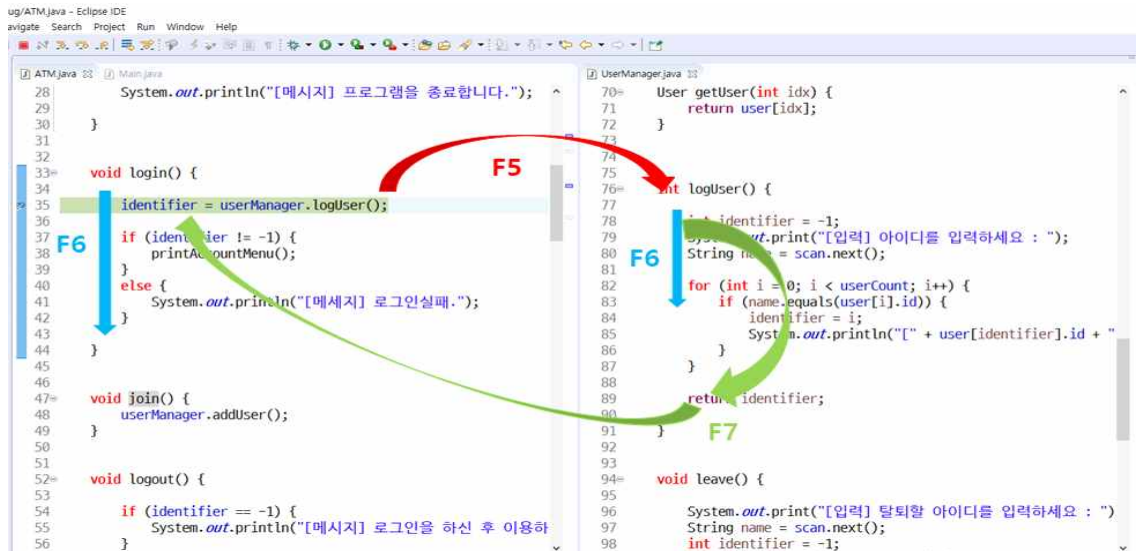 ug/ATM.java - Eclipse IDE
avigate Search Project Run Window Help
ATM.java Main.java
28 System.out.println("[메시지] 프로그램을 종료합니다.");
29
30 }
31
32
33 void login() {
34
35 identifier = userManager.logUser();
36
37 if (identifier != -1) {
38 printAccountMenu();
39 }
40 else {
41 System.out.println("[메세지] 로그인실패.");
42 }
43
44 }
45
46
47 void join() {
48 userManager.addUser();
49 }
50
51
52 void logout() {
53
54 if (identifier == -1) {
55 System.out.println("[메시지] 로그인을 하신 후 이용하
56 }
F6
F5
UserManager.java
70 User getUser(int idx) {
71 return user[idx];
72 }
73
74
75
76 int logUser() {
77
78 int identifier = -1;
79 System.out.print("[입력] 아이디를 입력하세요 : ");
80 String name = scan.next();
81
82 for (int i = 0; i < userCount; i++) {
83 if (name.equals(user[i].id)) {
84 identifier = i;
85 System.out.println("[" + user[identifier].id + "
86 }
87 }
88
89 return identifier;
90
91 }
92
93
94 void leave() {
95
96 System.out.print("[입력] 탈퇴할 아이디를 입력하세요 : ")
97 String name = scan.next();
98 int identifier = -1;
F6
F7